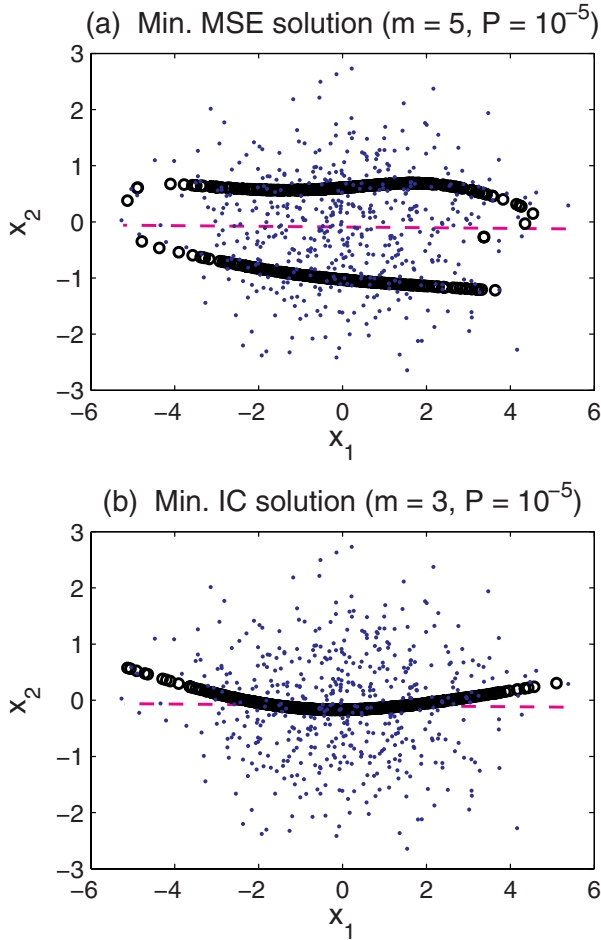 (a) Min. MSE solution (m = 5, P = 10⁻⁵)
3
2
1
0
−1
−2
−3
x₂
−6 −4 −2 0 2 4 6
x₁
(b) Min. IC solution (m = 3, P = 10⁻⁵)
3
2
1
0
−1
−2
−3
x₂
−6 −4 −2 0 2 4 6
x₁